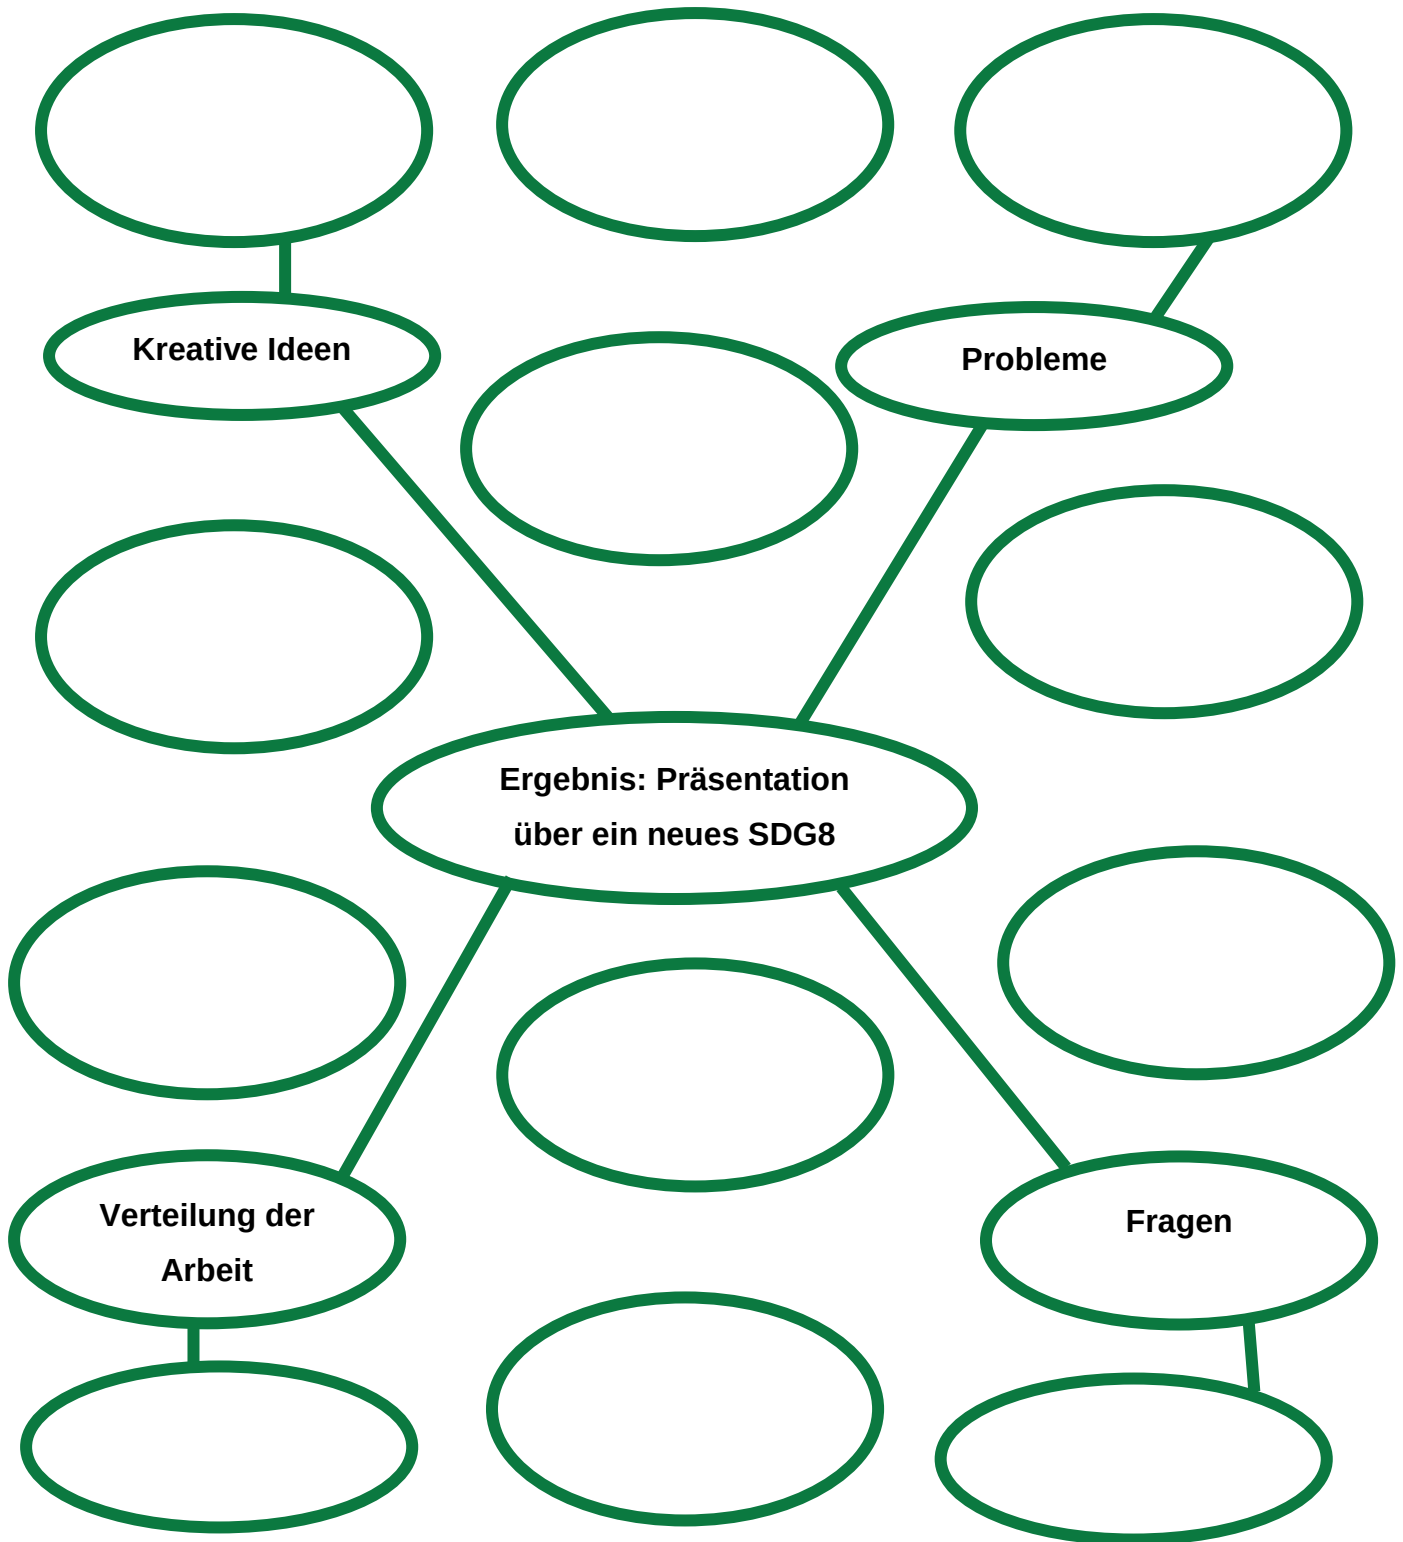 Kreative Ideen
Probleme
Ergebnis: Präsentation
über ein neues SDG8
Verteilung der
Arbeit
Fragen